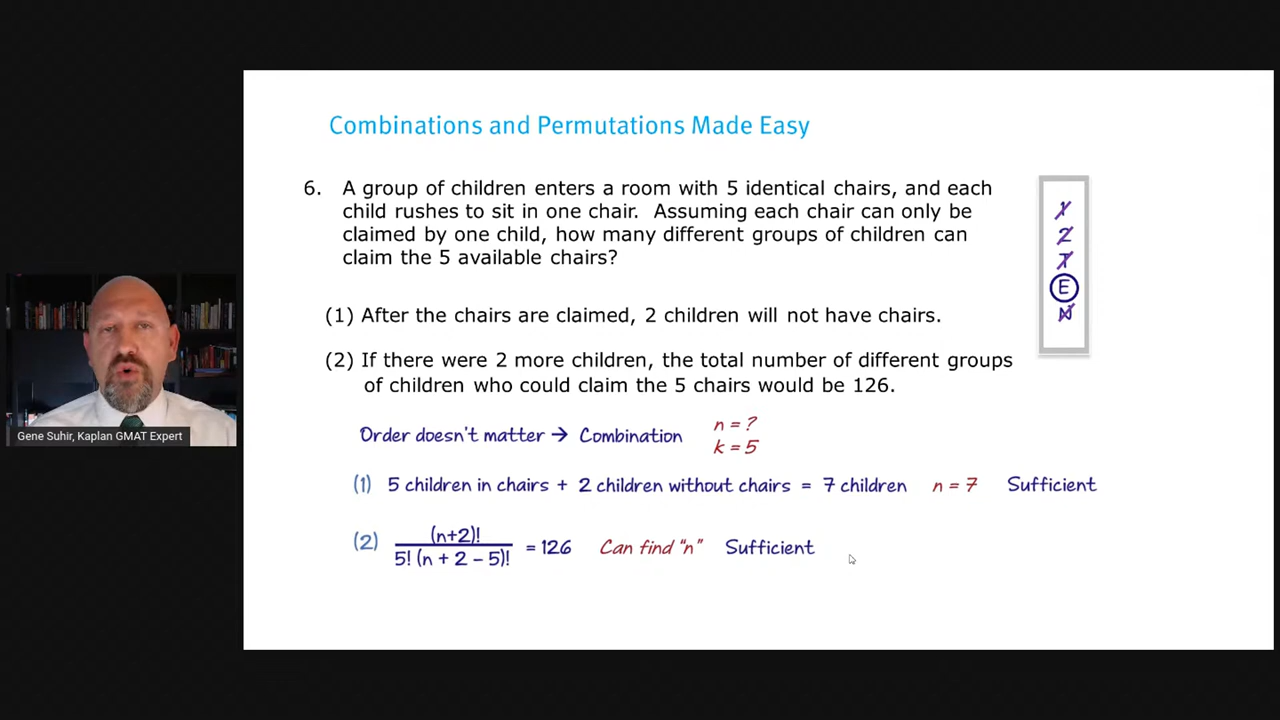 Combinations and Permutations Made Easy
6. A group of children enters a room with 5 identical chairs, and each
child rushes to sit in one chair. Assuming each chair can only be
claimed by one child, how many different groups of children can
claim the 5 available chairs?
(1) After the chairs are claimed, 2 children will not have chairs.
(2) If there were 2 more children, the total number of different groups
of children who could claim the 5 chairs would be 126.
1
2
T
E
N
Order doesn't matter → Combination
n = ?
k = 5
(1) 5 children in chairs + 2 children without chairs = 7 children n = 7 Sufficient
(2) (n+2)!
5! (n + 2 – 5)! = 126 Can find “n” Sufficient
Gene Suhir, Kaplan GMAT Expert